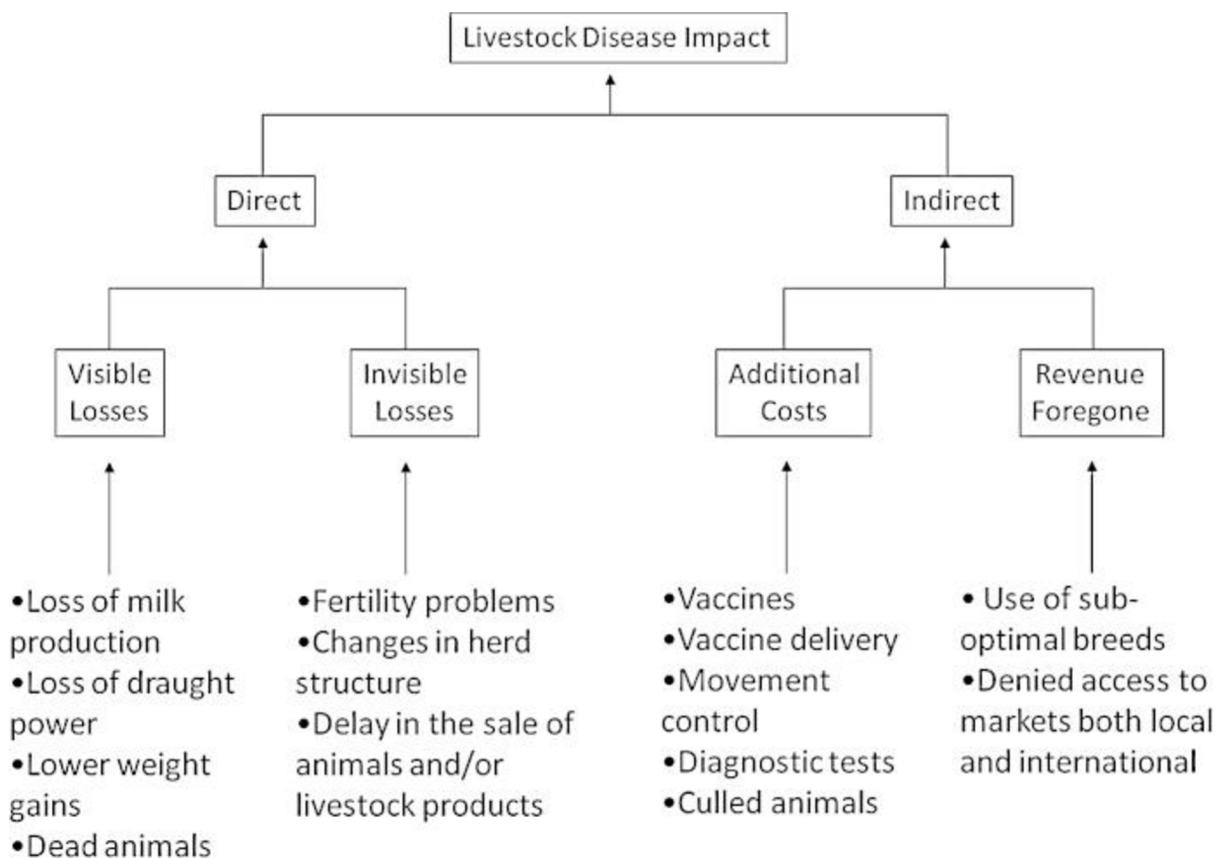 Livestock Disease Impact
Direct
Indirect
Visible
Losses
Invisible
Losses
Additional
Costs
Revenue
Foregone
•Loss of milk
production
•Loss of draught
power
•Lower weight
gains
•Dead animals
•Fertility problems
•Changes in herd
structure
•Delay in the sale of
animals and/or
livestock products
•Vaccines
•Vaccine delivery
•Movement
control
•Diagnostic tests
•Culled animals
• Use of sub-
optimal breeds
•Denied access to
markets both local
and international